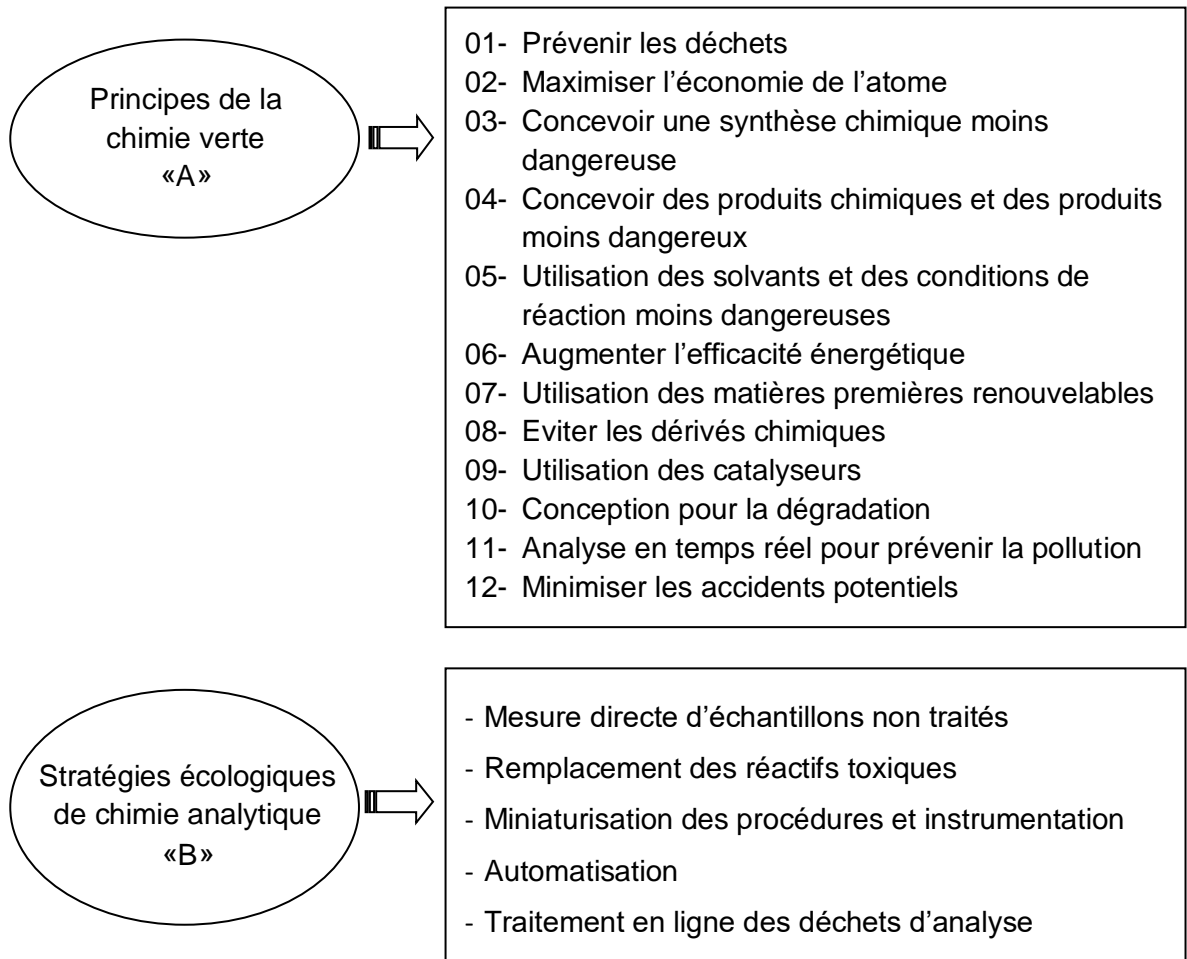 Principes de la
chimie verte
«A»
01- Prévenir les déchets
02- Maximiser l’économie de l’atome
03- Concevoir une synthèse chimique moins
dangereuse
04- Concevoir des produits chimiques et des produits
moins dangereux
05- Utilisation des solvants et des conditions de
réaction moins dangereuses
06- Augmenter l’efficacité énergétique
07- Utilisation des matières premières renouvelables
08- Eviter les dérivés chimiques
09- Utilisation des catalyseurs
10- Conception pour la dégradation
11- Analyse en temps réel pour prévenir la pollution
12- Minimiser les accidents potentiels
Stratégies écologiques
de chimie analytique
«B»
- Mesure directe d’échantillons non traités
- Remplacement des réactifs toxiques
- Miniaturisation des procédures et instrumentation
- Automatisation
- Traitement en ligne des déchets d’analyse